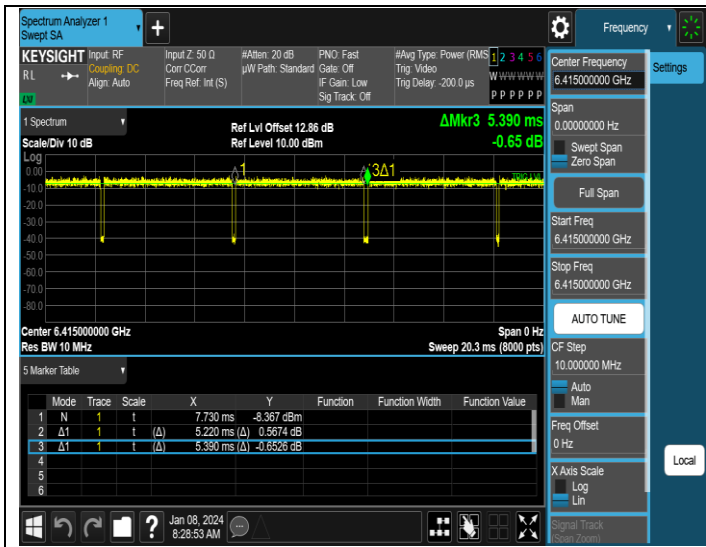 Spectrum Analyzer 1
Swept SA
Frequency
KEYSIGHT
RL
LXI
Input: RF
Coupling: DC
Align: Auto
Input Z: 50 Ω
Corr CCorr
Freq Ref: Int (S)
#Atten: 20 dB
µW Path: Standard
PNO: Fast
Gate: Off
IF Gain: Low
Sig Track: Off
#Avg Type: Power (RMS
Trig: Video
Trig Delay: -200.0 µs
1 2 3 4 5 6
W W W W W W
P P P P P P
1 Spectrum
Scale/Div 10 dB
Ref Lvl Offset 12.86 dB
Ref Level 10.00 dBm
ΔMkr3 5.390 ms
-0.65 dB
Log
0.00
-10.0
-20.0
-30.0
-40.0
-50.0
-60.0
-70.0
-80.0
1
3Δ1
TRIG LVL
Center 6.415000000 GHz
Res BW 10 MHz
Span 0 Hz
Sweep 20.3 ms (8000 pts)
5 Marker Table
Mode Trace Scale X Y Function Function Width Function Value
1 N 1 t 7.730 ms -8.367 dBm
2 Δ1 1 t (Δ) 5.220 ms (Δ) 0.5674 dB
3 Δ1 1 t (Δ) 5.390 ms (Δ) -0.6526 dB
4
5
6
Jan 08, 2024
8:28:53 AM
Center Frequency
6.415000000 GHz
Span
0.00000000 Hz
Swept Span
Zero Span
Full Span
Start Freq
6.415000000 GHz
Stop Freq
6.415000000 GHz
AUTO TUNE
CF Step
10.000000 MHz
Auto
Man
Freq Offset
0 Hz
X Axis Scale
Log
Lin
Signal Track
(Span Zoom)
Settings
Local